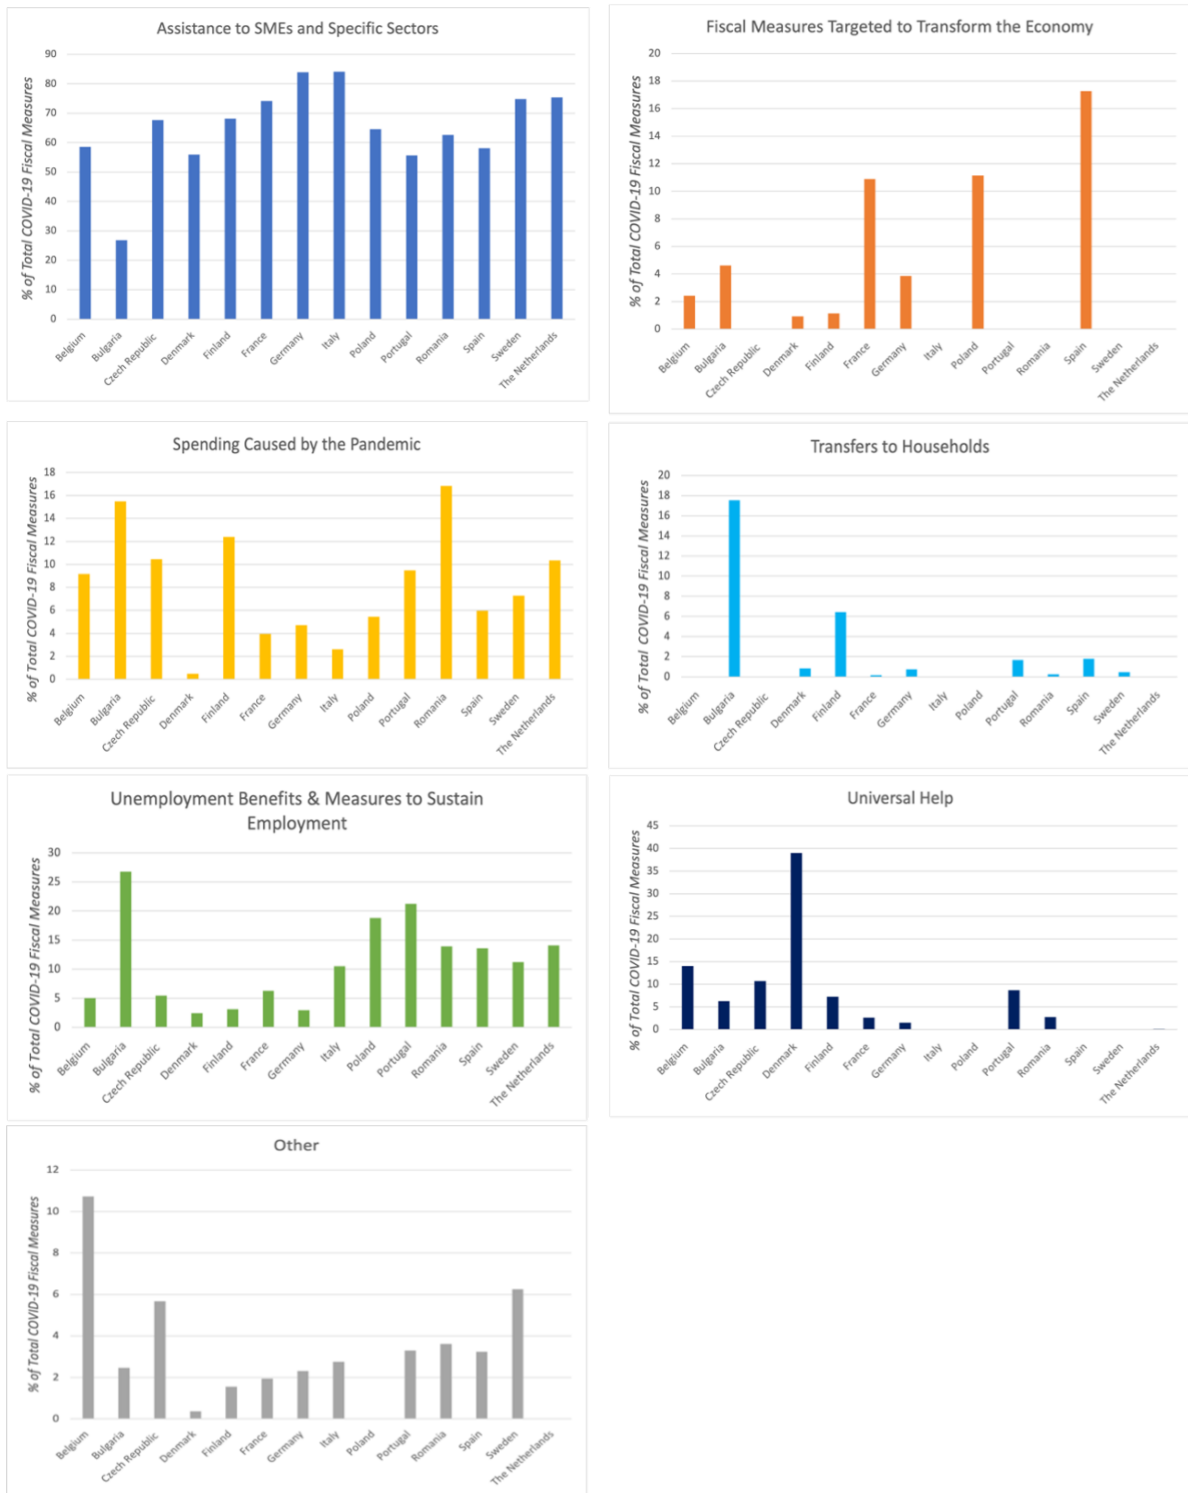 Assistance to SMEs and Specific Sectors
% of Total COVID-19 Fiscal Measures
90
80
70
60
50
40
30
20
10
0
Belgium
Bulgaria
Czech Republic
Denmark
Finland
France
Germany
Italy
Poland
Portugal
Romania
Spain
Sweden
The Netherlands
Fiscal Measures Targeted to Transform the Economy
% of Total COVID-19 Fiscal Measures
20
18
16
14
12
10
8
6
4
2
0
Belgium
Bulgaria
Czech Republic
Denmark
Finland
France
Germany
Italy
Poland
Portugal
Romania
Spain
Sweden
The Netherlands
Spending Caused by the Pandemic
% of Total COVID-19 Fiscal Measures
18
16
14
12
10
8
6
4
2
0
Belgium
Bulgaria
Czech Republic
Denmark
Finland
France
Germany
Italy
Poland
Portugal
Romania
Spain
Sweden
The Netherlands
Transfers to Households
% of Total COVID-19 Fiscal Measures
20
18
16
14
12
10
8
6
4
2
0
Belgium
Bulgaria
Czech Republic
Denmark
Finland
France
Germany
Italy
Poland
Portugal
Romania
Spain
Sweden
The Netherlands
Unemployment Benefits & Measures to Sustain
Employment
% of Total COVID-19 Fiscal Measures
30
25
20
15
10
5
0
Belgium
Bulgaria
Czech Republic
Denmark
Finland
France
Germany
Italy
Poland
Portugal
Romania
Spain
Sweden
The Netherlands
Universal Help
% of Total COVID-19 Fiscal Measures
45
40
35
30
25
20
15
10
5
0
Belgium
Bulgaria
Czech Republic
Denmark
Finland
France
Germany
Italy
Poland
Portugal
Romania
Spain
Sweden
The Netherlands
Other
% of Total COVID-19 Fiscal Measures
12
10
8
6
4
2
0
Belgium
Bulgaria
Czech Republic
Denmark
Finland
France
Germany
Italy
Poland
Portugal
Romania
Spain
Sweden
The Netherlands